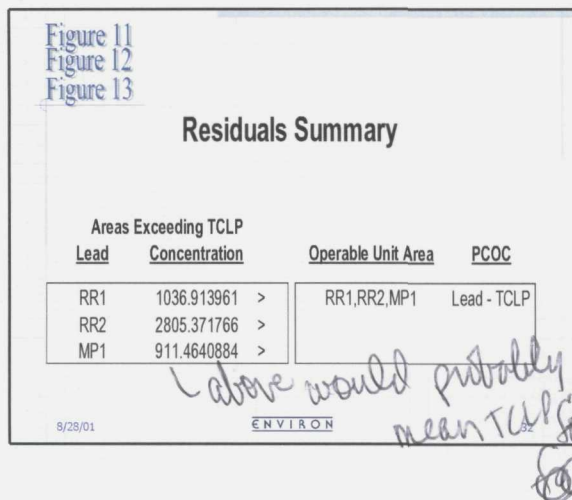 Figure 11
Figure 12
Figure 13
Residuals Summary
Areas Exceeding TCLP
Lead Concentration Operable Unit Area PCOC
RR1 1036.913961 > RR1,RR2,MP1 Lead - TCLP
RR2 2805.371766 >
MP1 911.4640884 >
above would probably
mean TCLP
8/28/01 ENVIRON 32